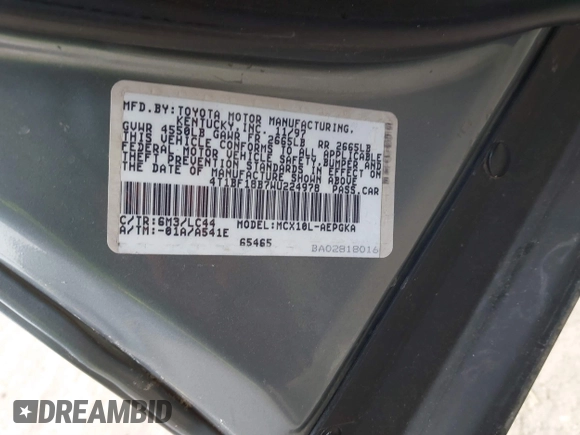 MFD.BY:TOYOTA MOTOR MANUFACTURING,
KENTUCKY, INC. 11/97
GVWR 4550LB GAWR FR 2665LB RR 2665LB
THIS VEHICLE CONFORMS TO ALL APPLICABLE
FEDERAL MOTOR VEHICLE SAFETY, BUMPER AND
THEFT PREVENTION STANDARDS IN EFFECT ON
THE DATE OF MANUFACTURE SHOWN ABOVE.
4T1BF18B7WU224978 PASS.CAR
C/TR:6M3/LC44 MODEL:MCX10L-AEPGKA
A/TM:-01A/A541E
65465 BA02B18016
DREAMBID